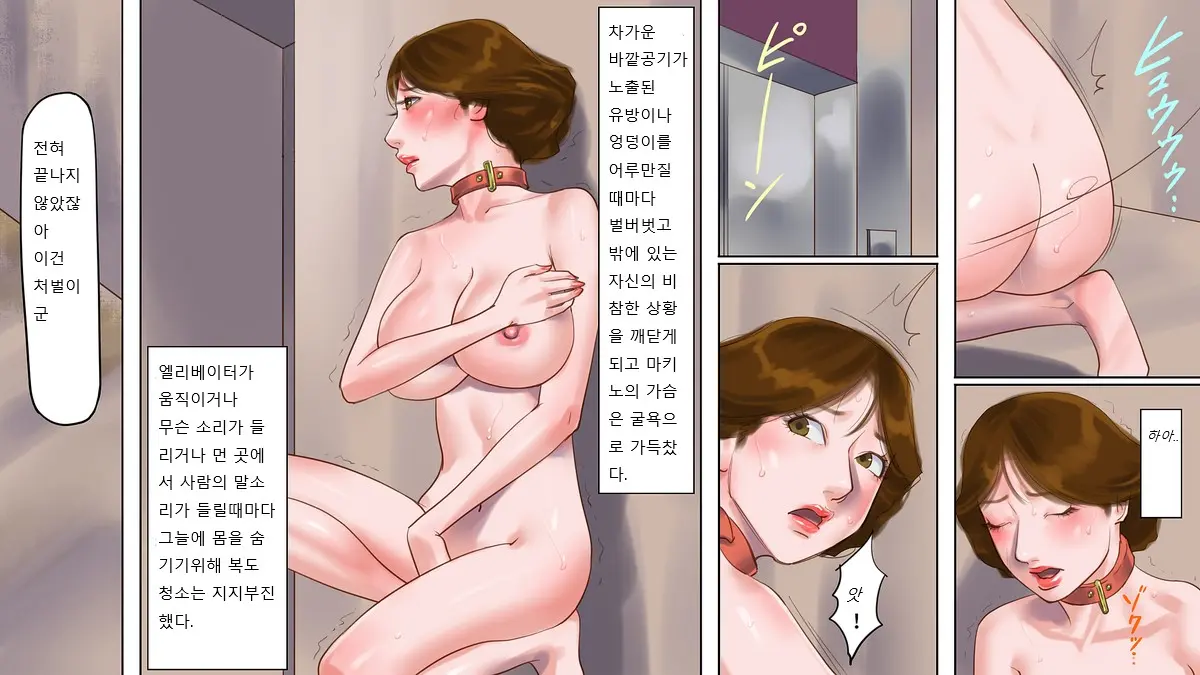 전혀
끝나지
않았잖
아
이건
처벌이
군
엘리베이터가
움직이거나
무슨 소리가 들
리거나 먼 곳에
서 사람의 말소
리가 들릴때마다
그늘에 몸을 숨
기기위해 복도
청소는 지지부진
했다.
차가운
바깥공기가
노출된
유방이나
엉덩이를
어루만질
때마다
벌버벗고
밖에 있는
자신의 비
참한 상황
을 깨닫게
되고 마키
노의 가슴
은 굴욕으
로 가득찼
다.
ピーン
앗
!
ヒュウウゥ…
하아..
ゾクッ…